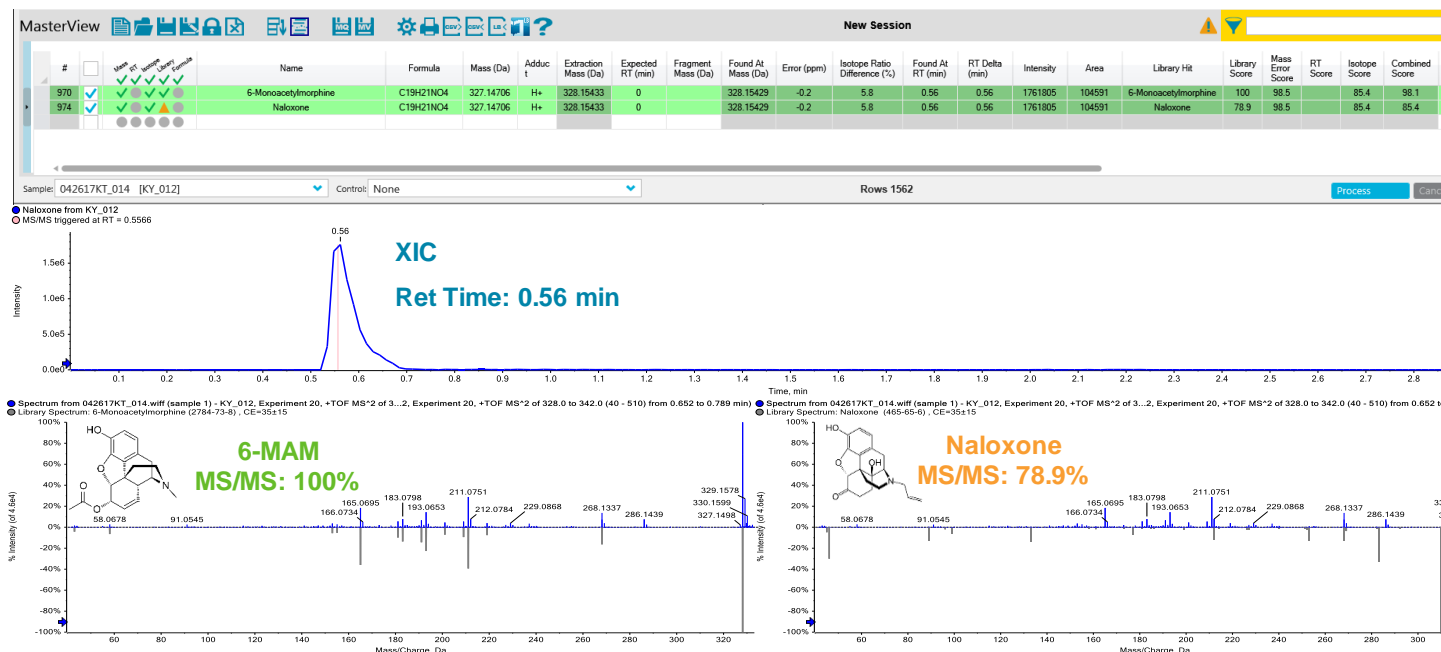 MasterView
MQ MV CSV CSV LB ?
New Session
# Mass RT Isotope Library Formula Name Formula Mass (Da) Adduc t Extraction Mass (Da) Expected RT (min) Fragment Mass (Da) Found At Mass (Da) Error (ppm) Isotope Ratio Difference (%) Found At RT (min) RT Delta (min) Intensity Area Library Hit Library Score Mass Error Score RT Score Isotope Score Combined Score
970 6-Monoacetylmorphine C19H21NO4 327.14706 H+ 328.15433 0 328.15429 -0.2 5.8 0.56 0.56 1761805 104591 6-Monoacetylmorphine 100 98.5 85.4 98.1
974 Naloxone C19H21NO4 327.14706 H+ 328.15433 0 328.15429 -0.2 5.8 0.56 0.56 1761805 104591 Naloxone 78.9 98.5 85.4 85.4
Sample: 042617KT_014 [KY_012] Control: None Rows 1562 Process Canc
Naloxone from KY_012
MS/MS triggered at RT = 0.5566
0.56
XIC
Ret Time: 0.56 min
Intensity
1.5e6
1.0e6
5.0e5
0.0e0
0.1 0.2 0.3 0.4 0.5 0.6 0.7 0.8 0.9 1.0 1.1 1.2 1.3 1.4 1.5 1.6 1.7 1.8 1.9 2.0 2.1 2.2 2.3 2.4 2.5 2.6 2.7 2.8
Time, min
Spectrum from 042617KT_014.wiff (sample 1) - KY_012, Experiment 20, +TOF MS^2 of 3...2, Experiment 20, +TOF MS^2 of 328.0 to 342.0 (40 - 510) from 0.652 to 0.789 min)
Library Spectrum: 6-Monoacetylmorphine (2784-73-8) , CE=35±15
% Intensity (of 4.6e4)
100%
80%
60%
40%
20%
0%
-20%
-40%
-60%
-80%
-100%
HO
O
N
O
O
6-MAM
MS/MS: 100%
58.0678
91.0545
165.0695
166.0734
183.0798
193.0653
211.0751
212.0784
229.0868
268.1337
286.1439
329.1578
330.1599
327.1498
60 80 100 120 140 160 180 200 220 240 260 280 300 320
Mass/Charge, Da
Spectrum from 042617KT_014.wiff (sample 1) - KY_012, Experiment 20, +TOF MS^2 of 3...2, Experiment 20, +TOF MS^2 of 328.0 to 342.0 (40 - 510) from 0.652 t
Library Spectrum: Naloxone (465-65-6) , CE=35±15
% Intensity (of 4.6e4)
100%
80%
60%
40%
20%
0%
-20%
-40%
-60%
-80%
-100%
HO
O
OH
N
O
Naloxone
MS/MS: 78.9%
58.0678
91.0545
165.0695
166.0734
183.0798
193.0653
211.0751
212.0784
229.0868
268.1337
286.1439
60 80 100 120 140 160 180 200 220 240 260 280 300
Mass/Charge, Da